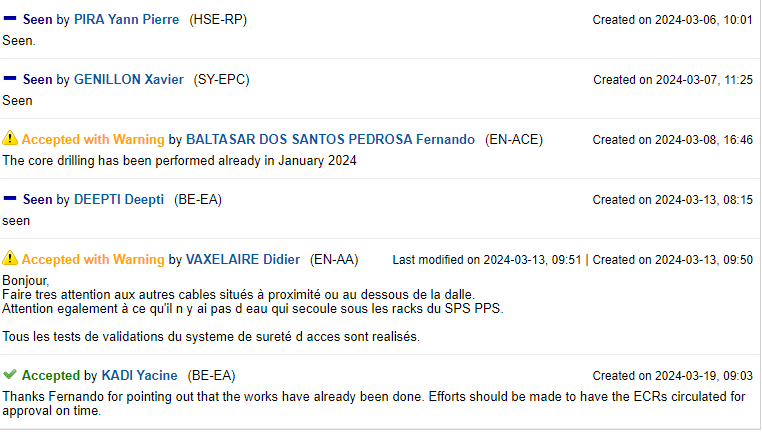 Seen by PIRA Yann Pierre (HSE-RP) Created on 2024-03-06, 10:01
Seen.
Seen by GENILLON Xavier (SY-EPC) Created on 2024-03-07, 11:25
Seen
Accepted with Warning by BALTASAR DOS SANTOS PEDROSA Fernando (EN-ACE) Created on 2024-03-08, 16:46
The core drilling has been performed already in January 2024
Seen by DEEPTI Deepti (BE-EA) Created on 2024-03-13, 08:15
seen
Accepted with Warning by VAXELAIRE Didier (EN-AA) Last modified on 2024-03-13, 09:51 | Created on 2024-03-13, 09:50
Bonjour,
Faire tres attention aux autres cables situés à proximité ou au dessous de la dalle.
Attention egalement à ce qu'il n y ai pas d eau qui secoule sous les racks du SPS PPS.
Tous les tests de validations du systeme de sureté d acces sont realisés.
Accepted by KADI Yacine (BE-EA) Created on 2024-03-19, 09:03
Thanks Fernando for pointing out that the works have already been done. Efforts should be made to have the ECRs circulated for
approval on time.